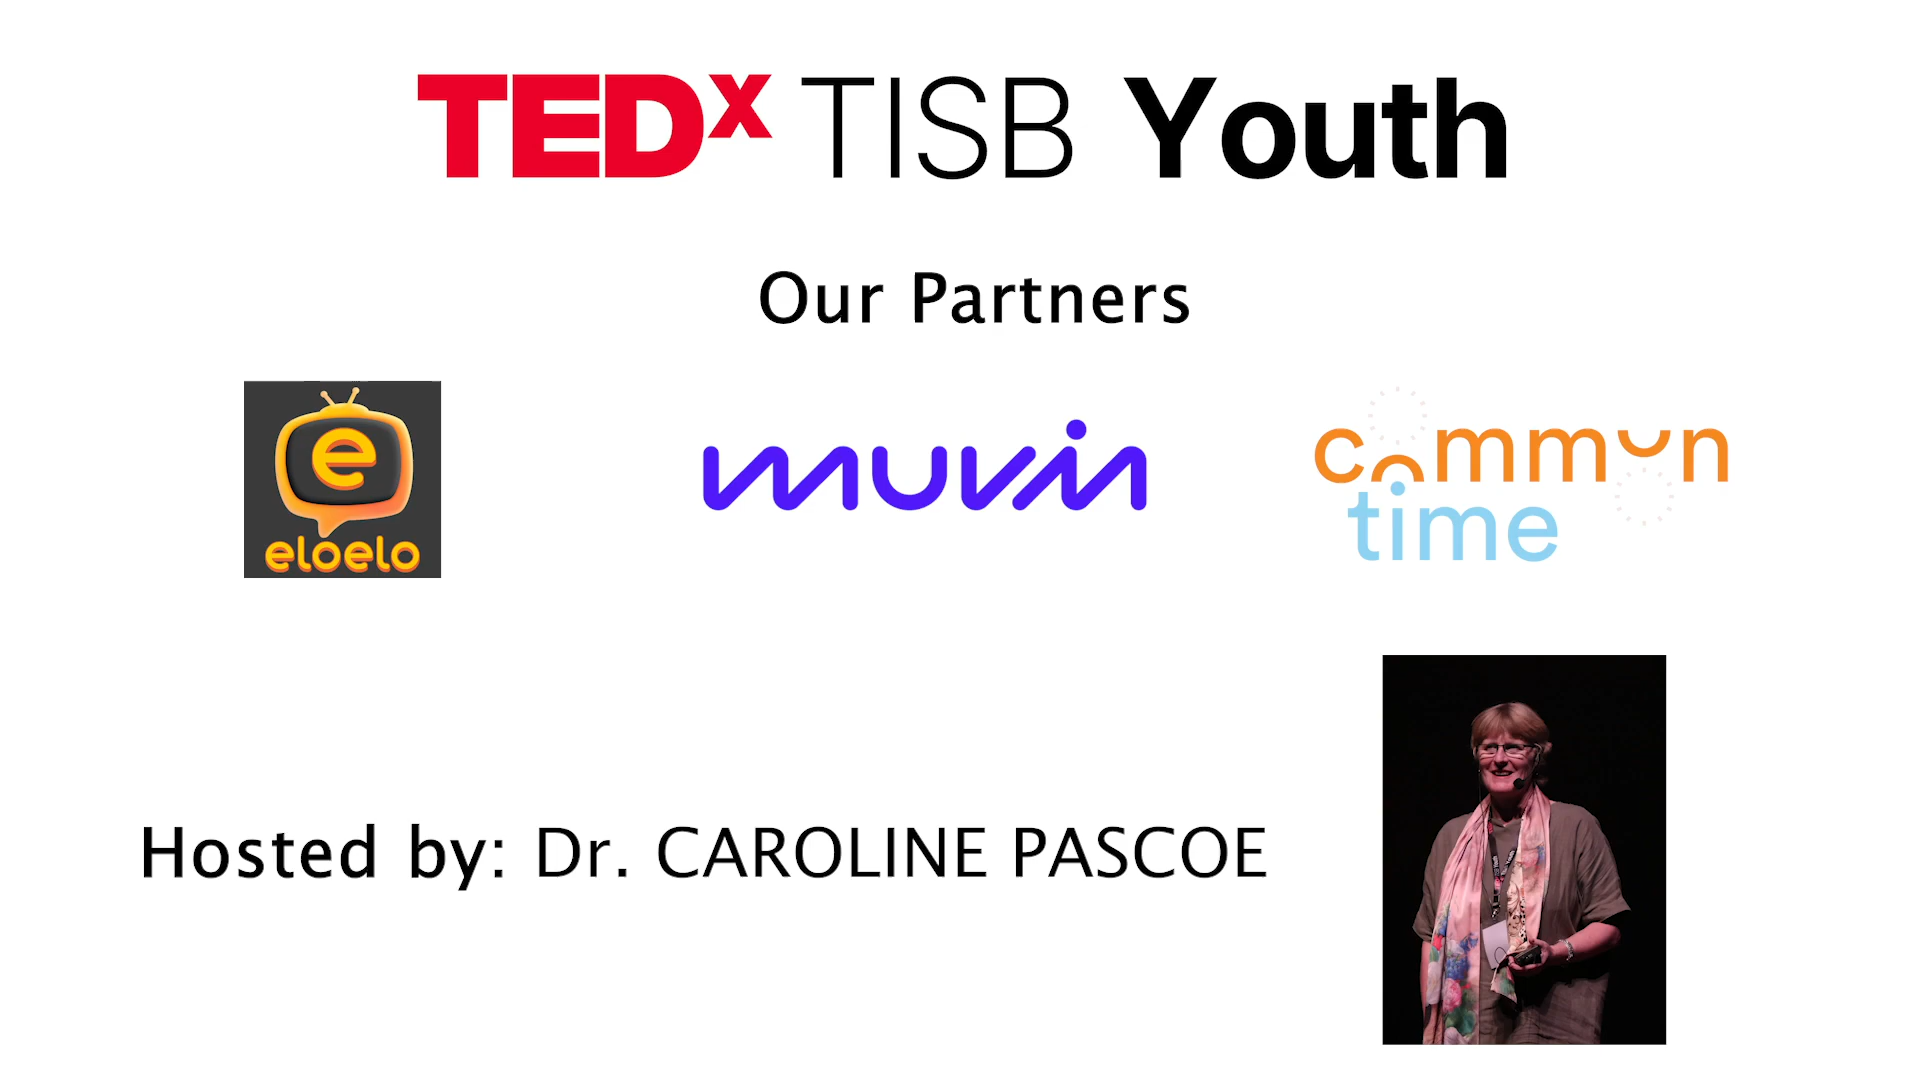 TEDx TISB Youth
Our Partners
e
eloelo
muvin
common
time
Hosted by: Dr. CAROLINE PASCOE